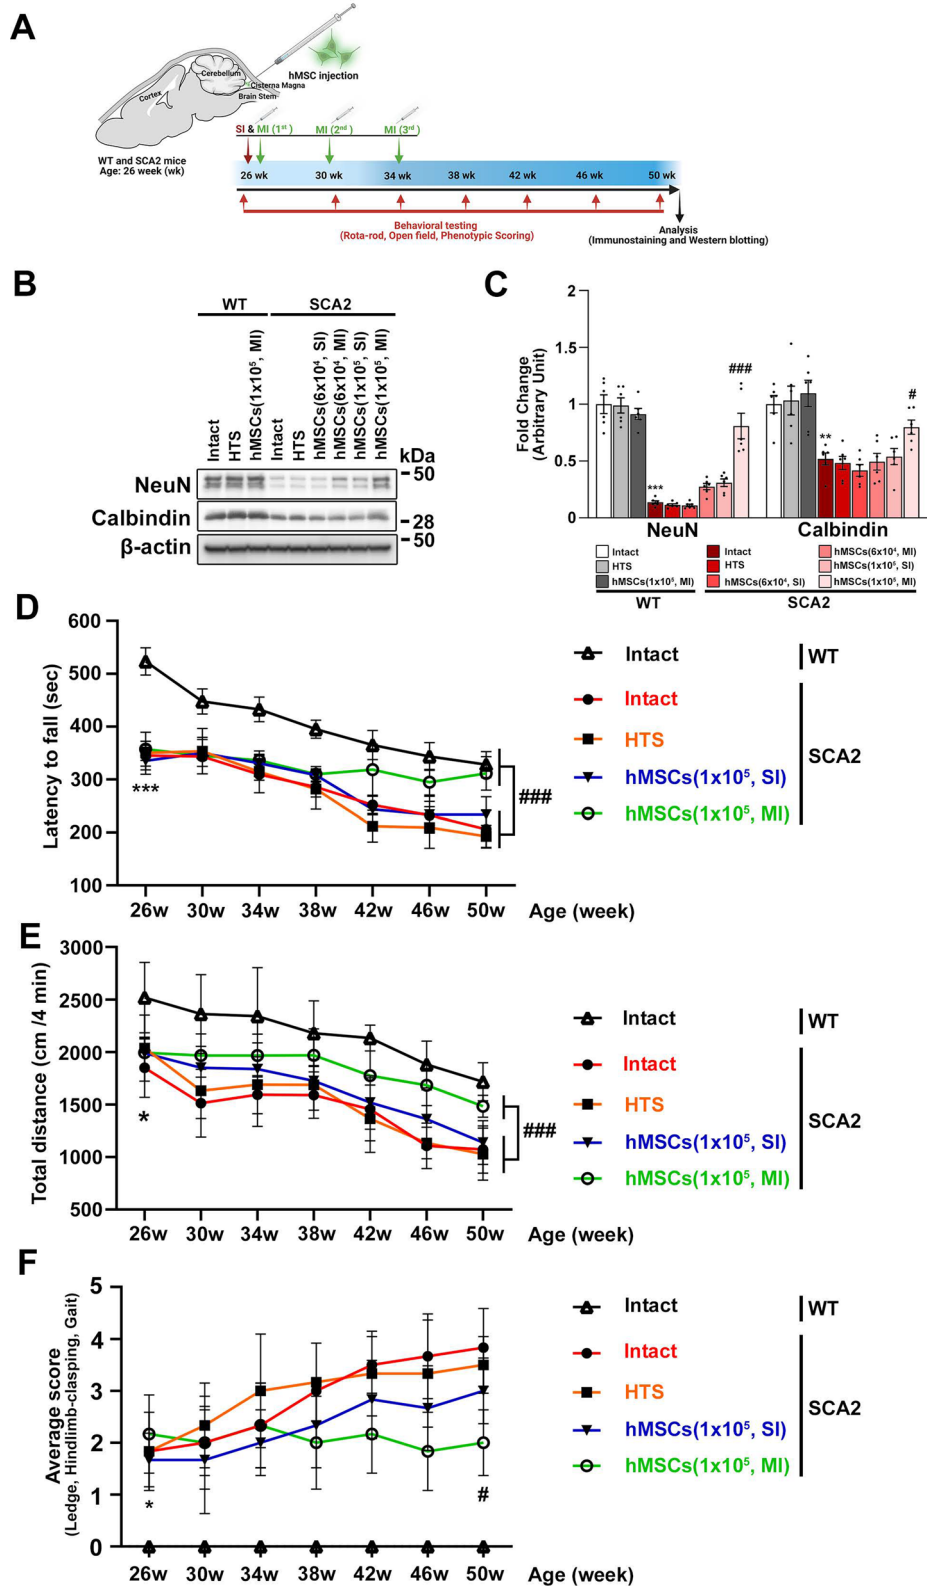 A
Cerebellum
Cortex
Cisterna Magna
Brain Stem
hMSC injection
WT and SCA2 mice
Age: 26 week (wk)
SI & MI (1st) MI (2nd) MI (3rd)
26 wk 30 wk 34 wk 38 wk 42 wk 46 wk 50 wk
Behavioral testing
(Rota-rod, Open field, Phenotypic Scoring)
Analysis
(Immunostaining and Western blotting)
B
WT SCA2
Intact
HTS
hMSCs(1x10⁵, MI)
Intact
HTS
hMSCs(6x10⁴, SI)
hMSCs(6x10⁴, MI)
hMSCs(1x10⁵, SI)
hMSCs(1x10⁵, MI)
kDa
NeuN 50
Calbindin 28
β-actin 50
C
Fold Change
(Arbitrary Unit)
2
1.5
1
0.5
0
*** ### ** #
NeuN Calbindin
Intact Intact hMSCs(6x10⁴, MI)
HTS HTS hMSCs(1x10⁵, SI)
hMSCs(1x10⁵, MI) hMSCs(6x10⁴, SI) hMSCs(1x10⁵, MI)
WT SCA2
D
Latency to fall (sec)
600
500
400
300
200
100
***
###
26w 30w 34w 38w 42w 46w 50w Age (week)
Intact WT
Intact
HTS
hMSCs(1x10⁵, SI)
hMSCs(1x10⁵, MI)
SCA2
E
Total distance (cm /4 min)
3000
2500
2000
1500
1000
500
*
###
26w 30w 34w 38w 42w 46w 50w Age (week)
Intact WT
Intact
HTS
hMSCs(1x10⁵, SI)
hMSCs(1x10⁵, MI)
SCA2
F
Average score
(Ledge, Hindlimb-clasping, Gait)
5
4
3
2
1
0
*
#
26w 30w 34w 38w 42w 46w 50w Age (week)
Intact WT
Intact
HTS
hMSCs(1x10⁵, SI)
hMSCs(1x10⁵, MI)
SCA2